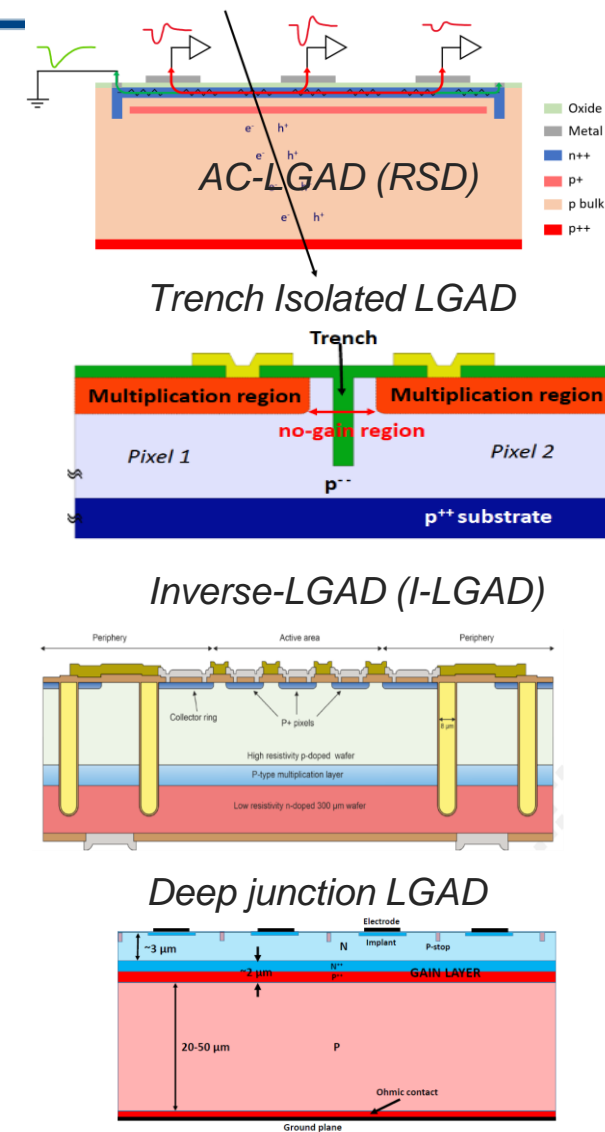 Oxide
Metal
n++
p+
p bulk
p++
e- h+
e- h+
e- h+
e- h+
AC-LGAD (RSD)
Trench Isolated LGAD
Trench
Multiplication region
Multiplication region
no-gain region
Pixel 1
Pixel 2
p--
p++ substrate
Inverse-LGAD (I-LGAD)
Periphery
Active area
Periphery
Collector ring
P+ pixels
8 µm
High resistivity p-doped wafer
P-type multiplication layer
Low resistivity n-doped 300 µm wafer
Deep junction LGAD
Electrode
~3 µm
N
Implant
P-stop
~2 µm
N++
P++
GAIN LAYER
20-50 µm
P
Ohmic contact
Ground plane